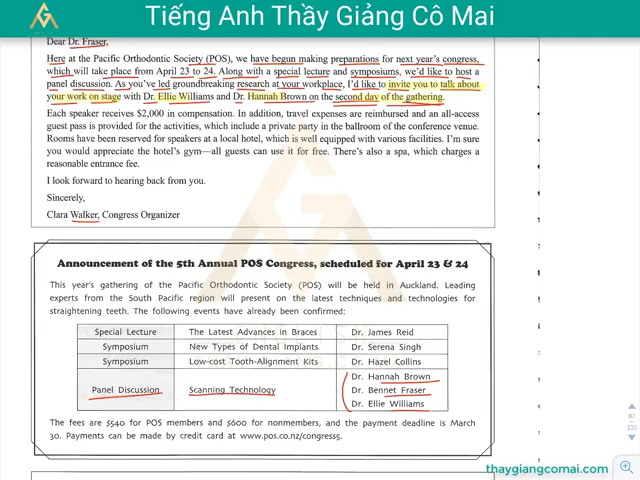 Tiếng Anh Thầy Giảng Cô Mai
Dear Dr. Fraser,
Here at the Pacific Orthodontic Society (POS), we have begun making preparations for next year's congress,
which will take place from April 23 to 24. Along with a special lecture and symposiums, we'd like to host a
panel discussion. As you've led groundbreaking research at your workplace, I'd like to invite you to talk about
your work on stage with Dr. Ellie Williams and Dr. Hannah Brown on the second day of the gathering.
Each speaker receives $2,000 in compensation. In addition, travel expenses are reimbursed and an all-access
guest pass is provided for the activities, which include a private party in the ballroom of the conference venue.
Rooms have been reserved for speakers at a local hotel, which is well equipped with various facilities. I'm sure
you would appreciate the hotel's gym—all guests can use it for free. There's also a spa, which charges a
reasonable entrance fee.
I look forward to hearing back from you.
Sincerely,
Clara Walker, Congress Organizer
Announcement of the 5th Annual POS Congress, scheduled for April 23 & 24
This year's gathering of the Pacific Orthodontic Society (POS) will be held in Auckland. Leading
experts from the South Pacific region will present on the latest techniques and technologies for
straightening teeth. The following events have already been confirmed:
Special Lecture The Latest Advances in Braces Dr. James Reid
Symposium New Types of Dental Implants Dr. Serena Singh
Symposium Low-cost Tooth-Alignment Kits Dr. Hazel Collins
Panel Discussion Scanning Technology Dr. Hannah Brown
Dr. Bennet Fraser
Dr. Ellie Williams
The fees are $540 for POS members and $600 for nonmembers, and the payment deadline is March
30. Payments can be made by credit card at www.pos.co.nz/congress5.
87
220
thaygiangcomai.com